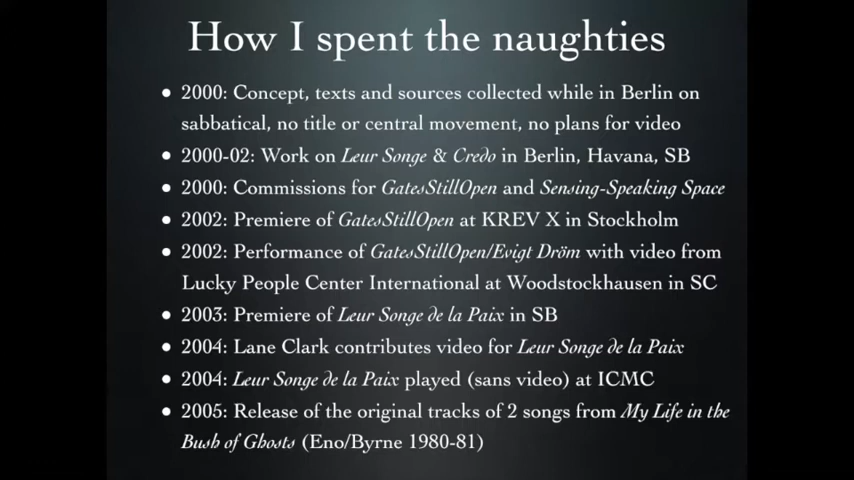 How I spent the naughties
• 2000: Concept, texts and sources collected while in Berlin on
sabbatical, no title or central movement, no plans for video
• 2000-02: Work on Leur Songe & Credo in Berlin, Havana, SB
• 2000: Commissions for GatesStillOpen and Sensing-Speaking Space
• 2002: Premiere of GatesStillOpen at KREV X in Stockholm
• 2002: Performance of GatesStillOpen/Evigt Dröm with video from
Lucky People Center International at Woodstockhausen in SC
• 2003: Premiere of Leur Songe de la Paix in SB
• 2004: Lane Clark contributes video for Leur Songe de la Paix
• 2004: Leur Songe de la Paix played (sans video) at ICMC
• 2005: Release of the original tracks of 2 songs from My Life in the
Bush of Ghosts (Eno/Byrne 1980-81)